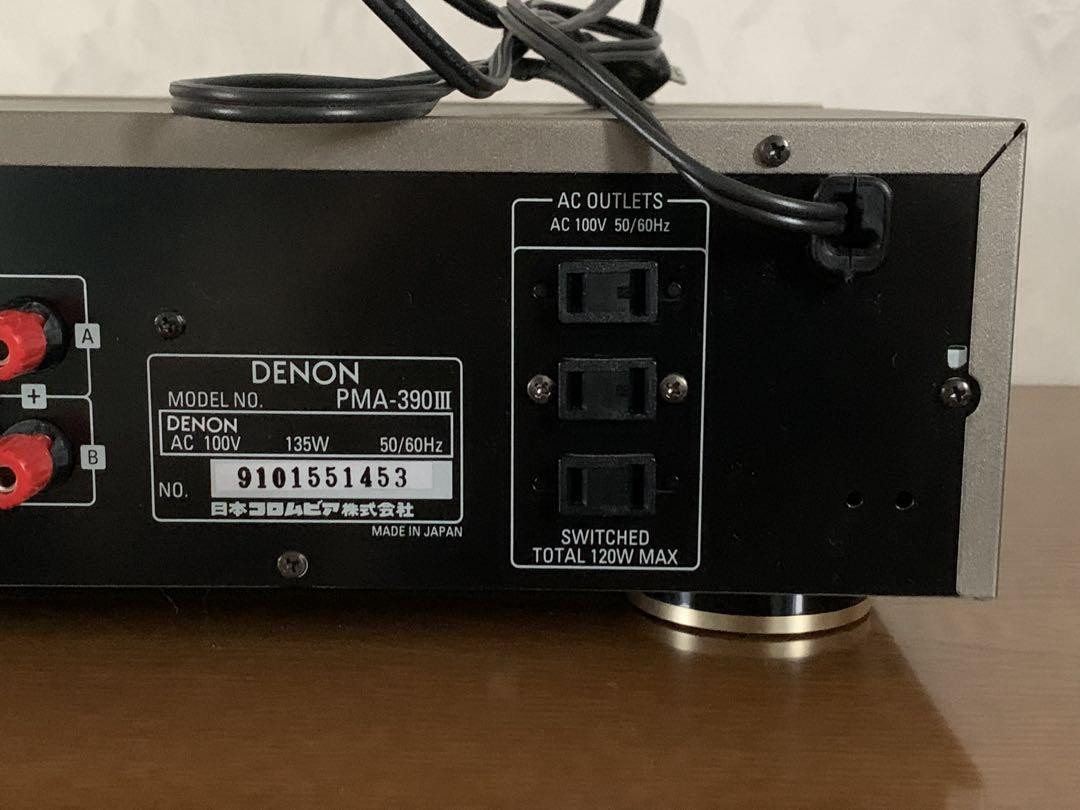 A
+
B
DENON
MODEL NO. PMA-390III
DENON
AC 100V 135W 50/60Hz
NO. 9101551453
日本コロムビア株式会社
MADE IN JAPAN
AC OUTLETS
AC 100V 50/60Hz
SWITCHED
TOTAL 120W MAX